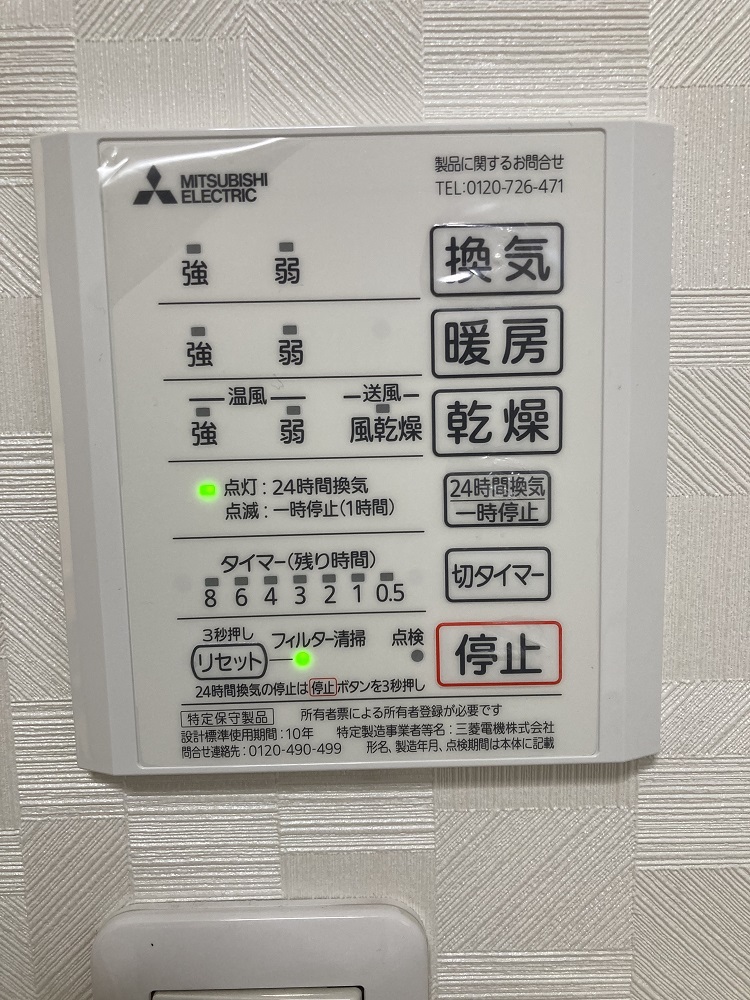 MITSUBISHI
ELECTRIC
製品に関するお問合せ
TEL:0120-726-471
強 弱 換気
強 弱 暖房
温風 送風
強 弱 風乾燥 乾燥
点灯：24時間換気
点滅：一時停止(1時間)
24時間換気
一時停止
タイマー(残り時間)
8 6 4 3 2 1 0.5
切タイマー
3秒押し
リセット フィルター清掃 点検
停止
24時間換気の停止は停止ボタンを3秒押し
特定保守製品 所有者票による所有者登録が必要です
設計標準使用期間：10年 特定製造事業者等名：三菱電機株式会社
問合せ連絡先：0120-490-499 形名、製造年月、点検期間は本体に記載